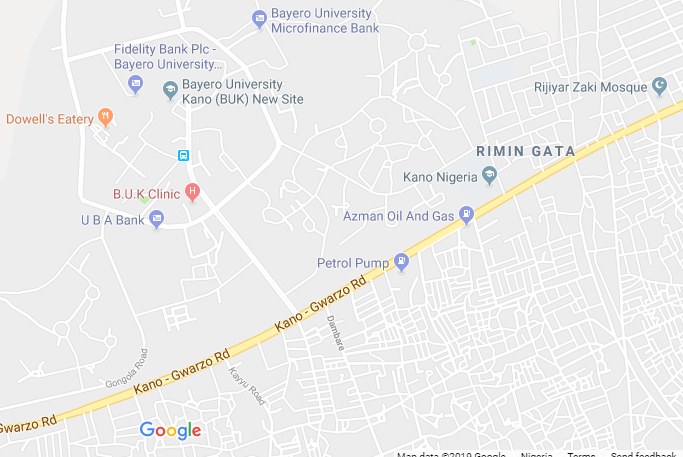 Bayero University
Microfinance Bank
Fidelity Bank Plc -
Bayero University...
Bayero University
Kano (BUK) New Site
Rijiyar Zaki Mosque
Dowell's Eatery
RIMIN GATA
Kano Nigeria
B.U.K Clinic
H
U B A Bank
Azman Oil And Gas
Petrol Pump
Kano - Gwarzo Rd
Dambare
Gongola Road
Kano - Gwarzo Rd
Kayyu Road
Gwarzo Rd
Google
Map data ©2019 Google Nigeria Terms Send feedback